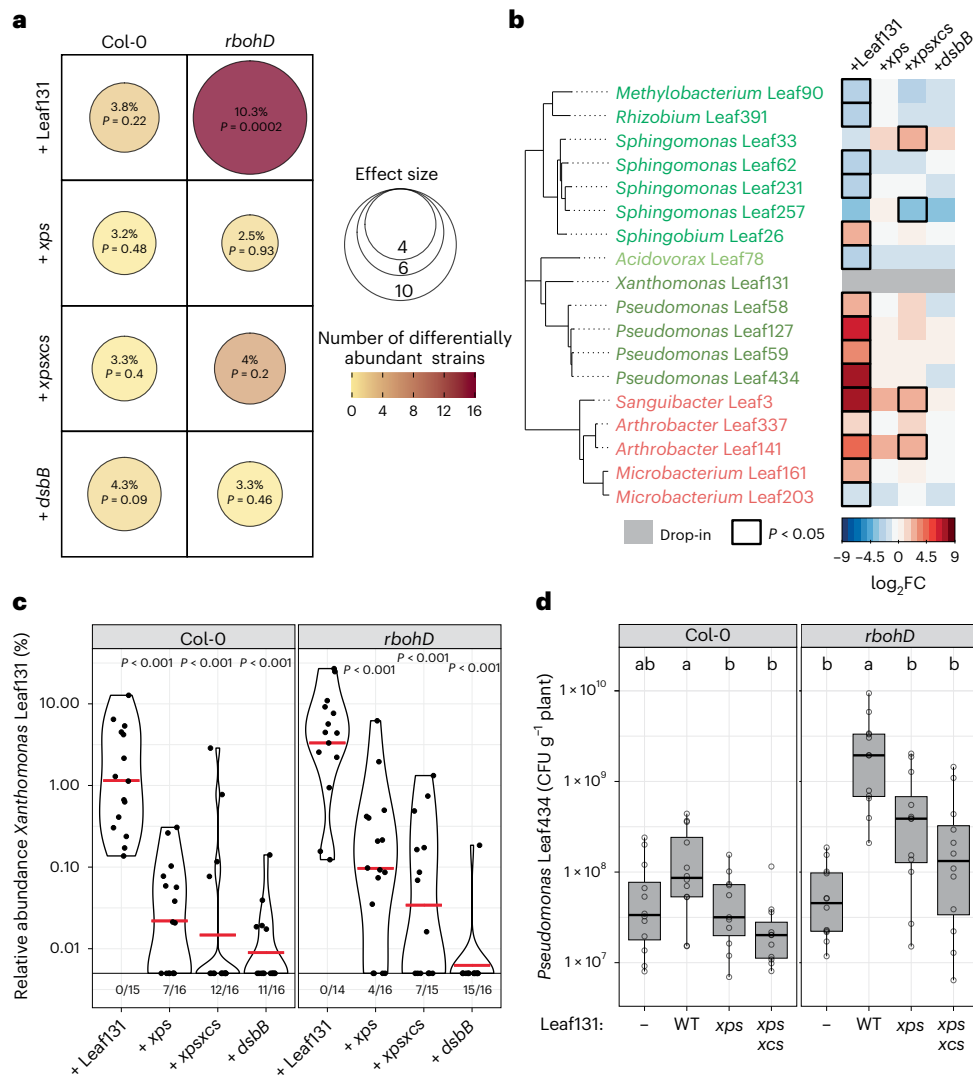 a
Col-0 rbohD
+ Leaf131
3.8%
P = 0.22
10.3%
P = 0.0002
+ xps
3.2%
P = 0.48
2.5%
P = 0.93
+ xpsxcs
3.3%
P = 0.4
4%
P = 0.2
+ dsbB
4.3%
P = 0.09
3.3%
P = 0.46
Effect size
4
6
10
Number of differentially
abundant strains
0 4 8 12 16
b
+Leaf131 +xps +xpsxcs +dsbB
Methylobacterium Leaf90
Rhizobium Leaf391
Sphingomonas Leaf33
Sphingomonas Leaf62
Sphingomonas Leaf231
Sphingomonas Leaf257
Sphingobium Leaf26
Acidovorax Leaf78
Xanthomonas Leaf131
Pseudomonas Leaf58
Pseudomonas Leaf127
Pseudomonas Leaf59
Pseudomonas Leaf434
Sanguibacter Leaf3
Arthrobacter Leaf337
Arthrobacter Leaf141
Microbacterium Leaf161
Microbacterium Leaf203
Drop-in P < 0.05
−9 −4.5 0 4.5 9
log₂FC
c
Relative abundance Xanthomonas Leaf131 (%)
Col-0 rbohD
P < 0.001 P < 0.001 P < 0.001 P < 0.001 P < 0.001 P < 0.001
10.00
1.00
0.10
0.01
0/15 7/16 12/16 11/16 0/14 4/16 7/15 15/16
+ Leaf131 + xps + xpsxcs + dsbB + Leaf131 + xps + xpsxcs + dsbB
d
Pseudomonas Leaf434 (CFU g⁻¹ plant)
Col-0 rbohD
ab a b b b a b b
1 × 10¹⁰
1 × 10⁹
1 × 10⁸
1 × 10⁷
Leaf131: – WT xps xps xcs – WT xps xps xcs